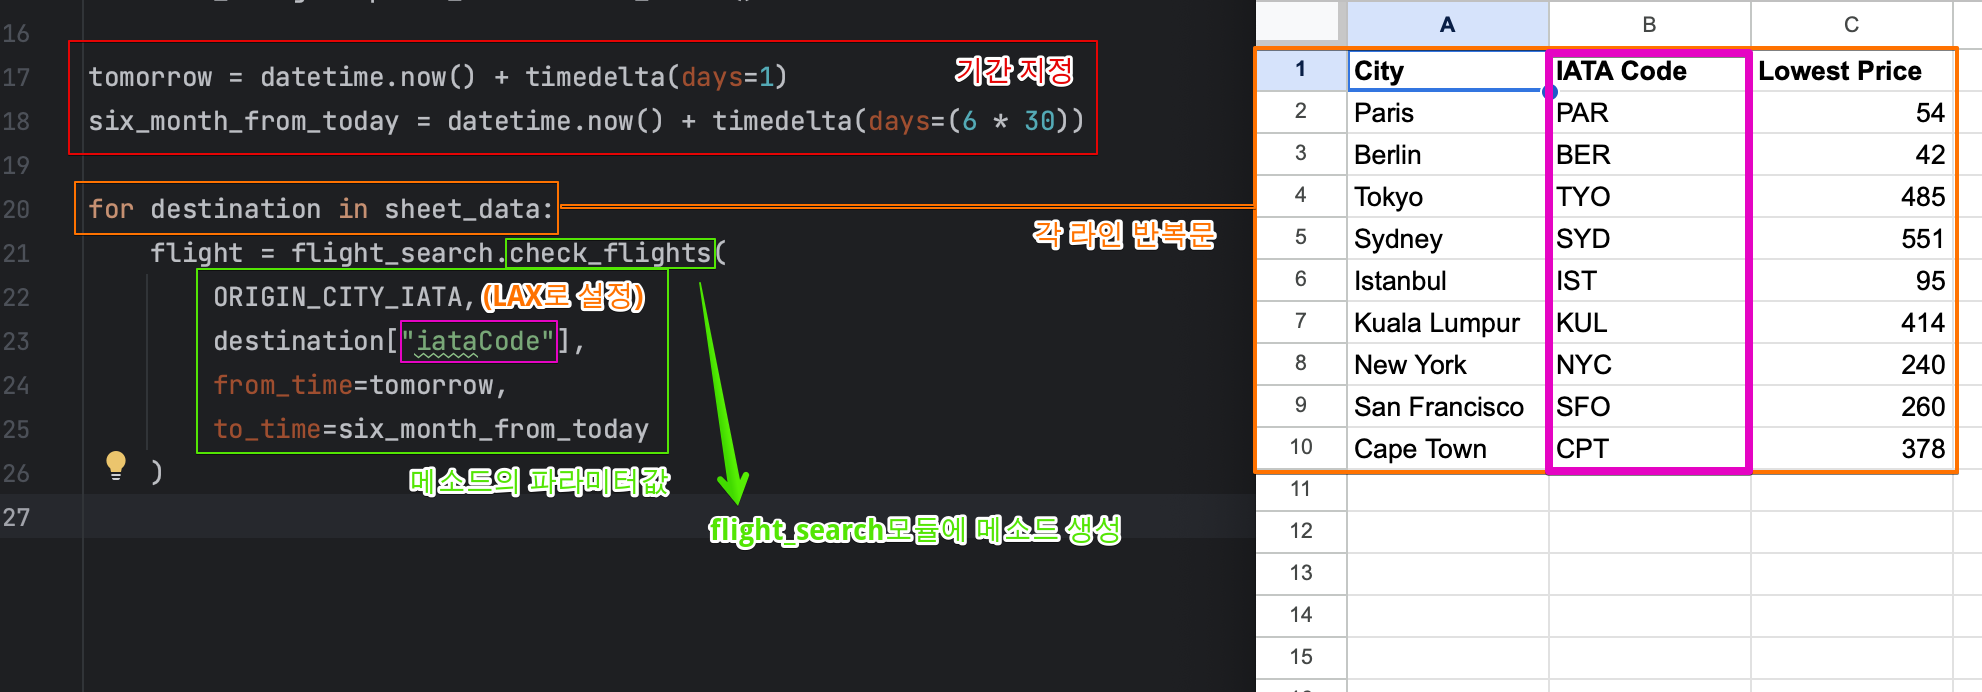 16
17 tomorrow = datetime.now() + timedelta(days=1)
기간 지정
18 six_month_from_today = datetime.now() + timedelta(days=(6 * 30))
19
20 for destination in sheet_data:
각 라인 반복문
21 flight = flight_search.check_flights(
22 ORIGIN_CITY_IATA, (LAX로 설정)
23 destination["iataCode"],
24 from_time=tomorrow,
25 to_time=six_month_from_today
26 )
메소드의 파라미터값
27
flight_search모듈에 메소드 생성
A B C
1 City IATA Code Lowest Price
2 Paris PAR 54
3 Berlin BER 42
4 Tokyo TYO 485
5 Sydney SYD 551
6 Istanbul IST 95
7 Kuala Lumpur KUL 414
8 New York NYC 240
9 San Francisco SFO 260
10 Cape Town CPT 378
11
12
13
14
15